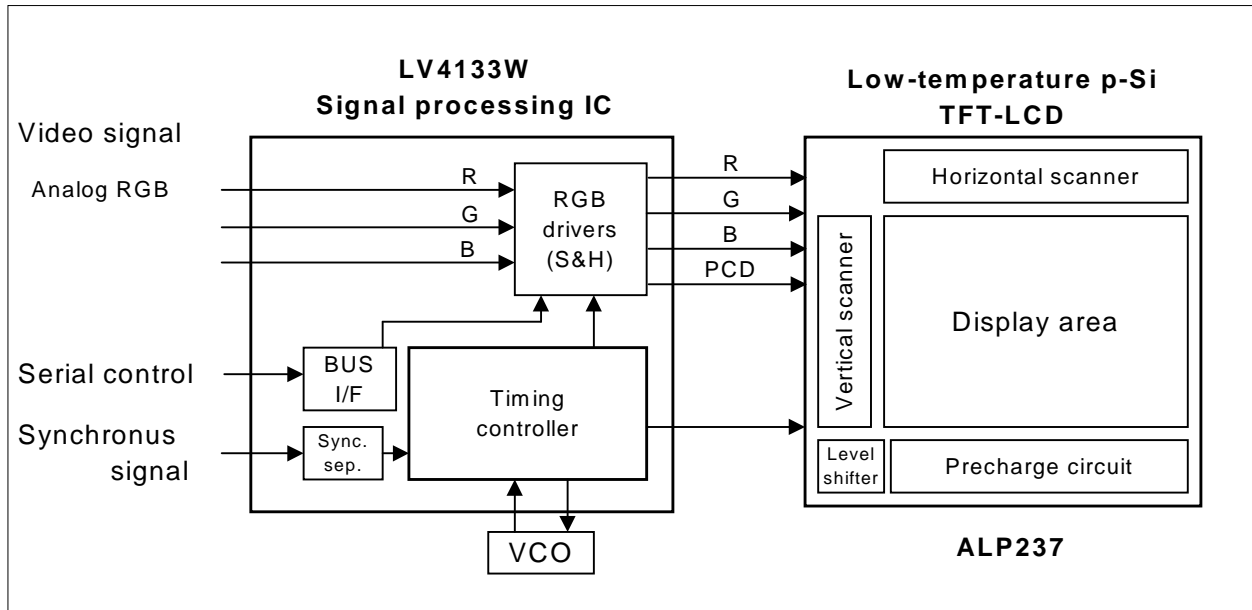 LV4133W
Signal processing IC
Low-temperature p-Si
TFT-LCD
Video signal
Analog RGB
R
G
B
RGB
drivers
(S&H)
R
G
B
PCD
Horizontal scanner
Vertical scanner
Display area
Serial control
BUS
I/F
Timing
controller
Synchronus
signal
Sync.
sep.
Level
shifter
Precharge circuit
VCO
ALP237